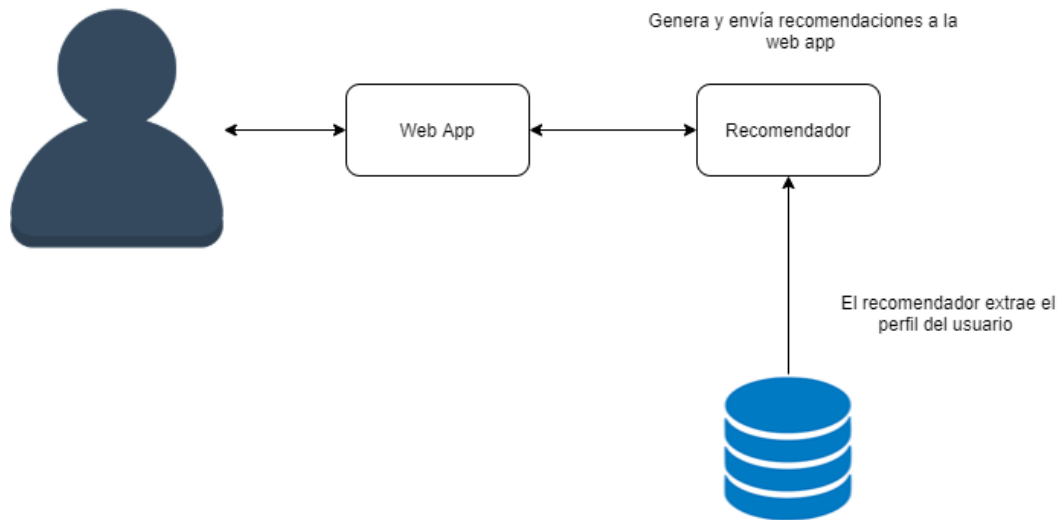 Genera y envía recomendaciones a la
web app
Web App
Recomendador
El recomendador extrae el
perfil del usuario